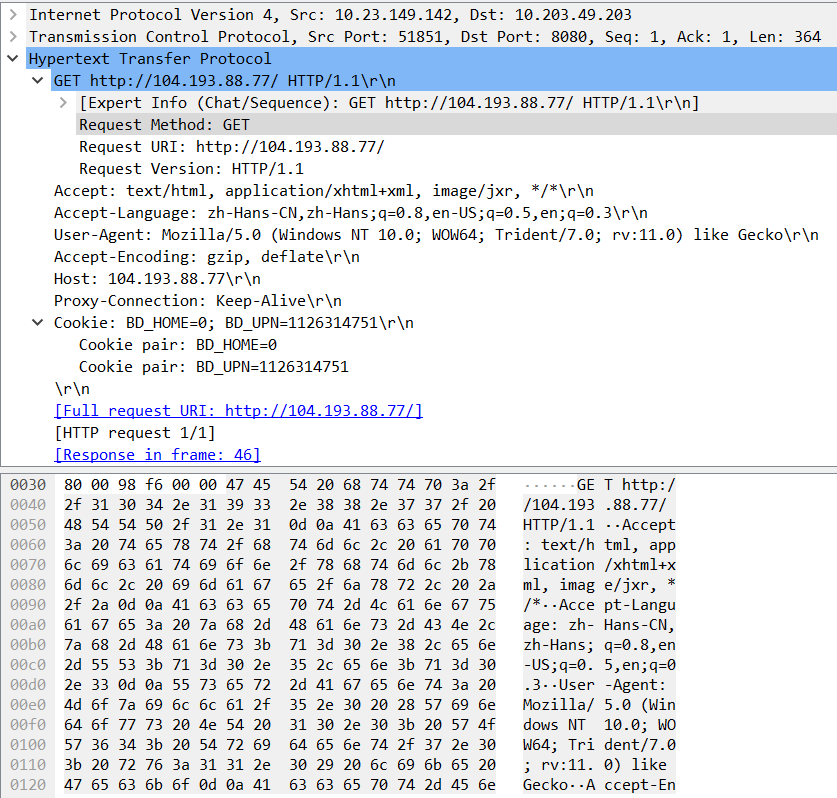 Internet Protocol Version 4, Src: 10.23.149.142, Dst: 10.203.49.203
Transmission Control Protocol, Src Port: 51851, Dst Port: 8080, Seq: 1, Ack: 1, Len: 364
Hypertext Transfer Protocol
GET http://104.193.88.77/ HTTP/1.1\r\n
[Expert Info (Chat/Sequence): GET http://104.193.88.77/ HTTP/1.1\r\n]
Request Method: GET
Request URI: http://104.193.88.77/
Request Version: HTTP/1.1
Accept: text/html, application/xhtml+xml, image/jxr, */*\r\n
Accept-Language: zh-Hans-CN,zh-Hans;q=0.8,en-US;q=0.5,en;q=0.3\r\n
User-Agent: Mozilla/5.0 (Windows NT 10.0; WOW64; Trident/7.0; rv:11.0) like Gecko\r\n
Accept-Encoding: gzip, deflate\r\n
Host: 104.193.88.77\r\n
Proxy-Connection: Keep-Alive\r\n
Cookie: BD_HOME=0; BD_UPN=1126314751\r\n
Cookie pair: BD_HOME=0
Cookie pair: BD_UPN=1126314751
\r\n
[Full request URI: http://104.193.88.77/]
[HTTP request 1/1]
[Response in frame: 46]
0030 80 00 98 f6 00 00 47 45 54 20 68 74 74 70 3a 2f ······GE T http:/
0040 2f 31 30 34 2e 31 39 33 2e 38 38 2e 37 37 2f 20 /104.193 .88.77/
0050 48 54 54 50 2f 31 2e 31 0d 0a 41 63 63 65 70 74 HTTP/1.1 ··Accept
0060 3a 20 74 65 78 74 2f 68 74 6d 6c 2c 20 61 70 70 : text/h tml, app
0070 6c 69 63 61 74 69 6f 6e 2f 78 68 74 6d 6c 2b 78 lication /xhtml+x
0080 6d 6c 2c 20 69 6d 61 67 65 2f 6a 78 72 2c 20 2a ml, imag e/jxr, *
0090 2f 2a 0d 0a 41 63 63 65 70 74 2d 4c 61 6e 67 75 /*··Acce pt-Langu
00a0 61 67 65 3a 20 7a 68 2d 48 61 6e 73 2d 43 4e 2c age: zh- Hans-CN,
00b0 7a 68 2d 48 61 6e 73 3b 71 3d 30 2e 38 2c 65 6e zh-Hans; q=0.8,en
00c0 2d 55 53 3b 71 3d 30 2e 35 2c 65 6e 3b 71 3d 30 -US;q=0. 5,en;q=0
00d0 2e 33 0d 0a 55 73 65 72 2d 41 67 65 6e 74 3a 20 .3··User -Agent:
00e0 4d 6f 7a 69 6c 6c 61 2f 35 2e 30 20 28 57 69 6e Mozilla/ 5.0 (Win
00f0 64 6f 77 73 20 4e 54 20 31 30 2e 30 3b 20 57 4f dows NT 10.0; WO
0100 57 36 34 3b 20 54 72 69 64 65 6e 74 2f 37 2e 30 W64; Tri dent/7.0
0110 3b 20 72 76 3a 31 31 2e 30 29 20 6c 69 6b 65 20 ; rv:11. 0) like
0120 47 65 63 6b 6f 0d 0a 41 63 63 65 70 74 2d 45 6e Gecko··A ccept-En